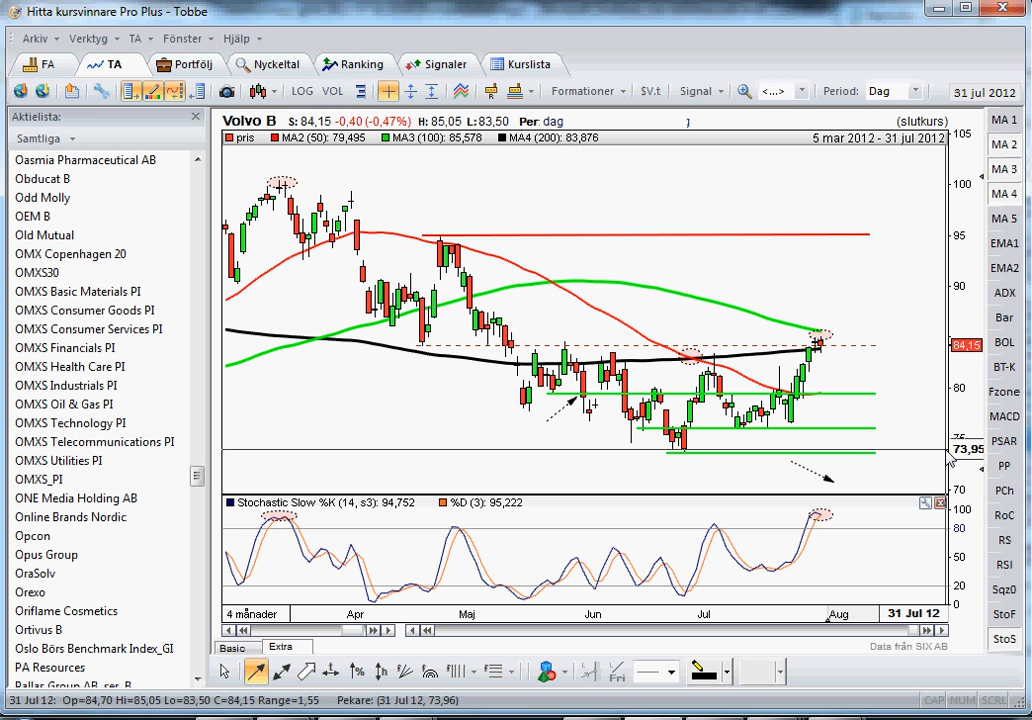 Hitta kursvinnare Pro Plus - Tobbe
Arkiv Verktyg TA Fönster Hjälp
FA TA Portfölj Nyckeltal Ranking Signaler Kurslista
LOG VOL Formationer $V.t Signal <...> Period: Dag 31 jul 2012
Aktielista:
Samtliga
Oasmia Pharmaceutical AB
Obducat B
Odd Molly
OEM B
Old Mutual
OMX Copenhagen 20
OMXS30
OMXS Basic Materials PI
OMXS Consumer Goods PI
OMXS Consumer Services PI
OMXS Financials PI
OMXS Health Care PI
OMXS Industrials PI
OMXS Oil & Gas PI
OMXS Technology PI
OMXS Telecommunications PI
OMXS Utilities PI
OMXS_PI
ONE Media Holding AB
Online Brands Nordic
Opcon
Opus Group
OraSolv
Orexo
Oriflame Cosmetics
Ortivus B
Oslo Börs Benchmark Index_GI
PA Resources
Pallas Group AB, ser. B
Volvo B S: 84,15 -0,40 (-0,47%) H: 85,05 L:83,50 Per: dag (slutkurs)
pris MA2 (50): 79,495 MA3 (100): 85,578 MA4 (200): 83,876 5 mar 2012 - 31 jul 2012
105
100
95
90
84,15
80
75
73,95
70
Stochastic Slow %K (14, s3): 94,752 %D (3): 95,222
100
80
50
20
0
4 månader Apr Maj Jun Jul Aug 31 Jul 12
Basic Extra
Data från SIX AB
MA 1
MA 2
MA 3
MA 4
MA 5
EMA1
EMA2
ADX
Bar
BOL
BT-K
Fzone
MACD
PSAR
PP
PCh
RoC
RS
RSI
Sqz0
StoF
StoS
Fri
31 Jul 12: Op=84,70 Hi=85,05 Lo=83,50 C=84,15 Range=1,55 Pekare: (31 Jul 12, 73,96) CAP NUM SCRL